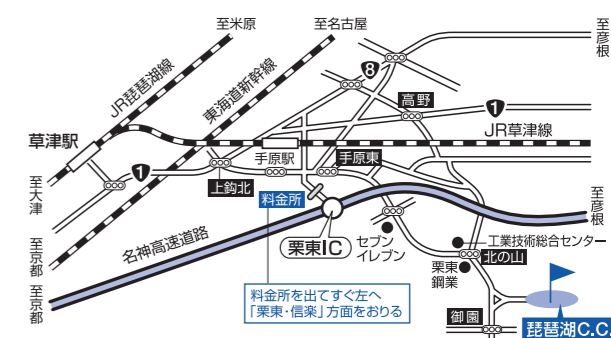 至米原
至名古屋
至彦根
JR琵琶湖線
東海道新幹線
8
高野
1
草津駅
JR草津線
手原駅
手原東
1
上鈎北
料金所
至大津
至彦根
名神高速道路
栗東IC
セブン
イレブン
工業技術総合センター
北の山
至京都
栗東
鋼業
至京都
料金所を出てすぐ左へ
「栗東・信楽」方面をおりる
御園
琵琶湖C.C.